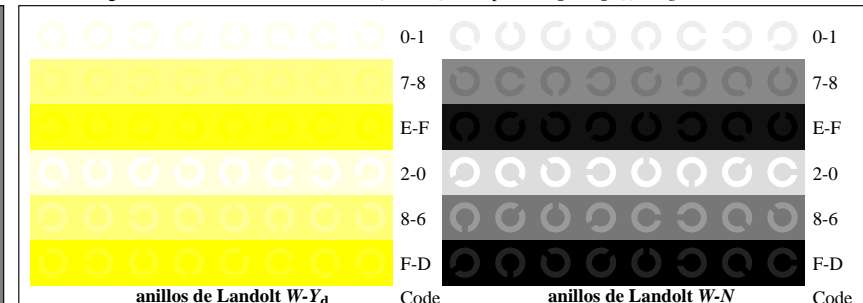 0-1 0-1
7-8 7-8
E-F E-F
2-0 2-0
8-6 8-6
F-D F-D
anillos de Landolt W-Yd Code anillos de Landolt W-N Code